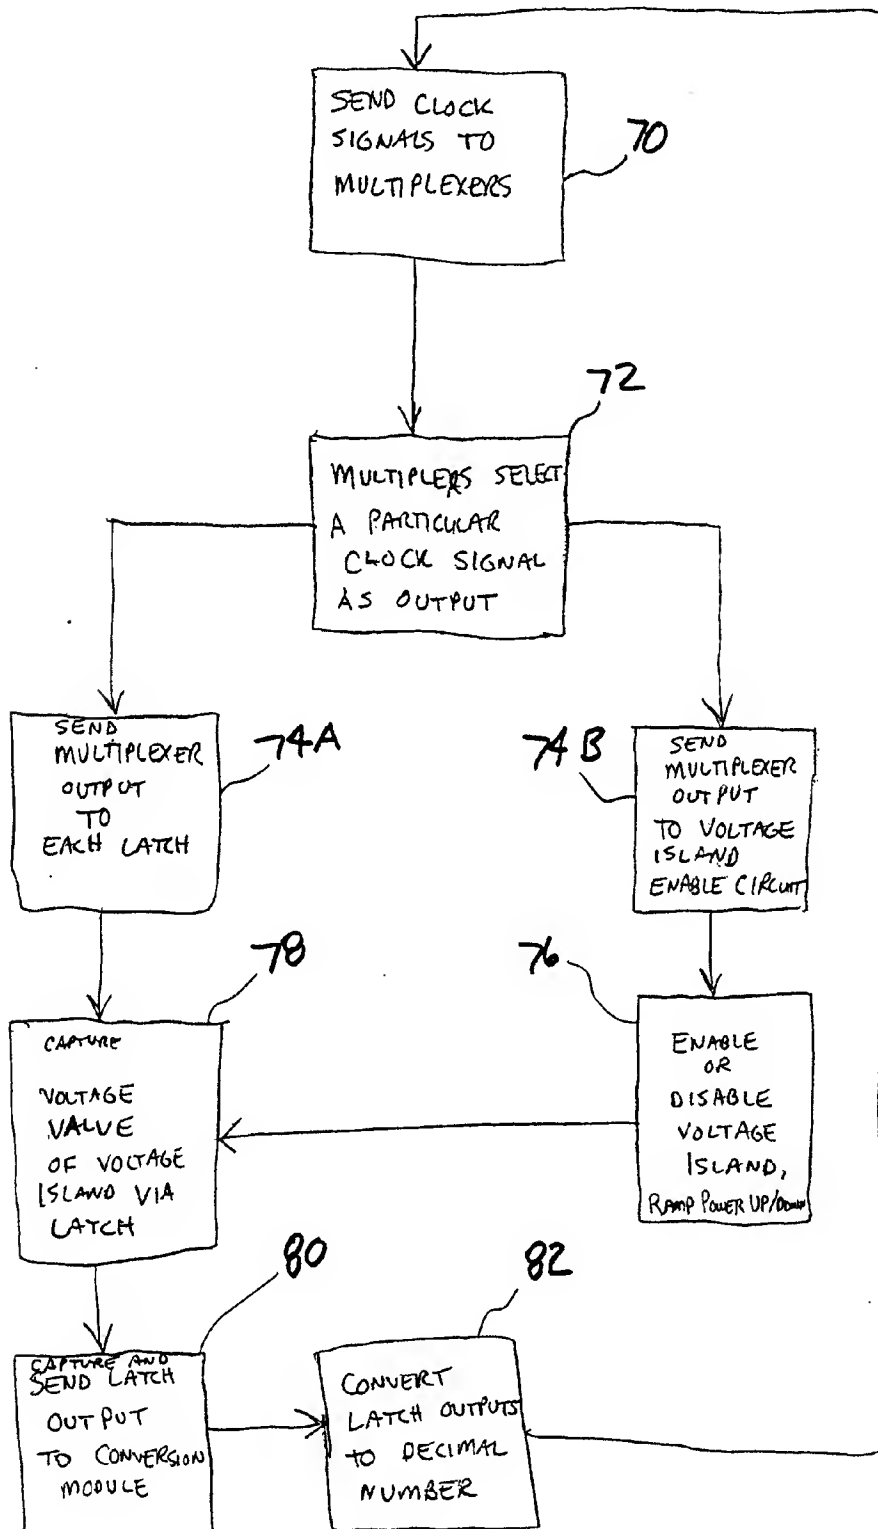 SEND CLOCK
SIGNALS TO
MULTIPLEXERS
70
72
MULTIPLERS SELECT
A PARTICULAR
CLOCK SIGNAL
AS OUTPUT
SEND
MULTIPLEXER
OUTPUT
TO
EACH LATCH
74A
74B
SEND
MULTIPLEXER
OUTPUT
TO VOLTAGE
ISLAND
ENABLE CIRCUIT
78
76
CAPTURE
VOLTAGE
VALUE
OF VOLTAGE
ISLAND VIA
LATCH
ENABLE
OR
DISABLE
VOLTAGE
ISLAND,
RAMP POWER UP/DOWN
80
82
CAPTURE AND
SEND LATCH
OUTPUT
TO CONVERSION
MODULE
CONVERT
LATCH OUTPUTS
TO DECIMAL
NUMBER